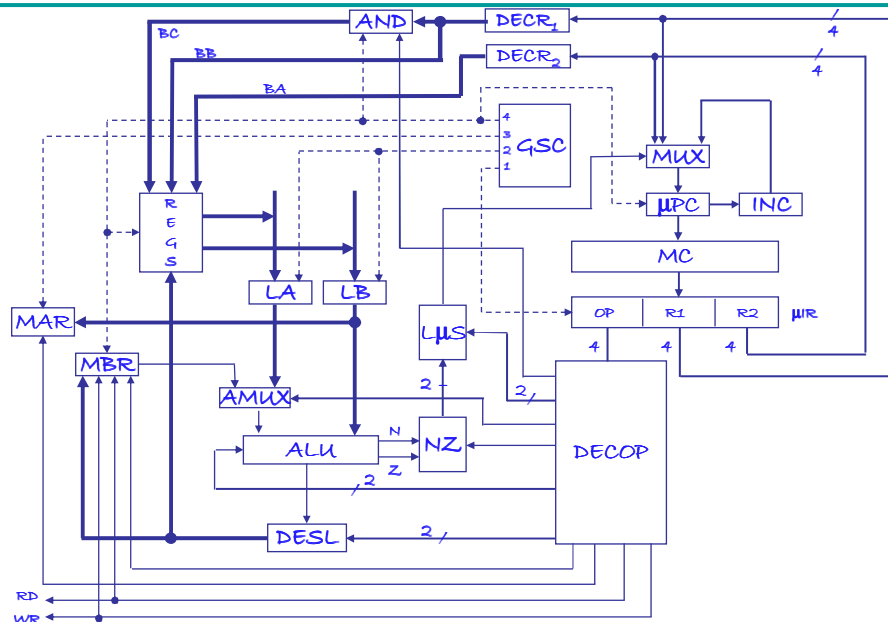 BC
AND
DECR1
4
BB
DECR2
4
BA
4
3
2
1
GSC
MUX
REGS
μPC
INC
MC
LA
LB
MAR
LμS
OP
R1
R2
μIR
4
4
4
MBR
AMUX
2
2
N
NZ
DECOP
ALU
Z
2
DESL
2
RD
WR